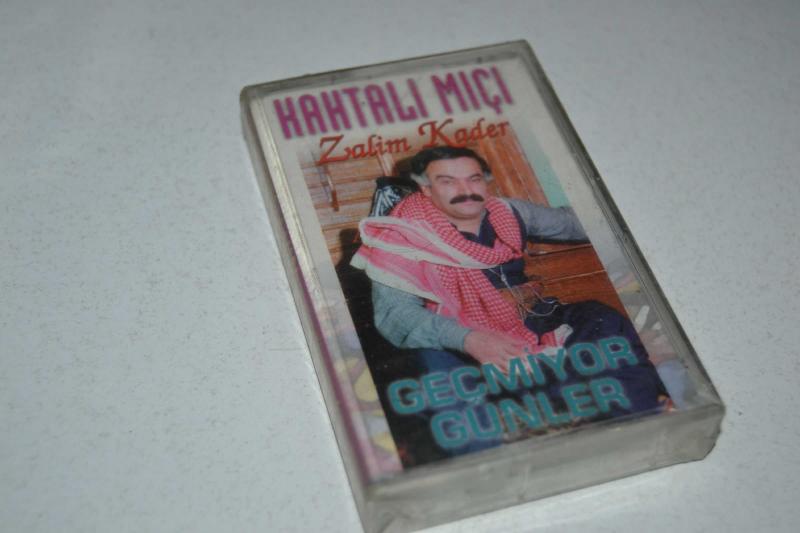 KAHTALI MIÇI
Zalim Kader
GEÇMİYOR
GÜNLER